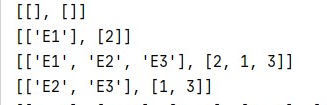 [[], []]
[['E1'], [2]]
[['E1', 'E2', 'E3'], [2, 1, 3]]
[['E2', 'E3'], [1, 3]]